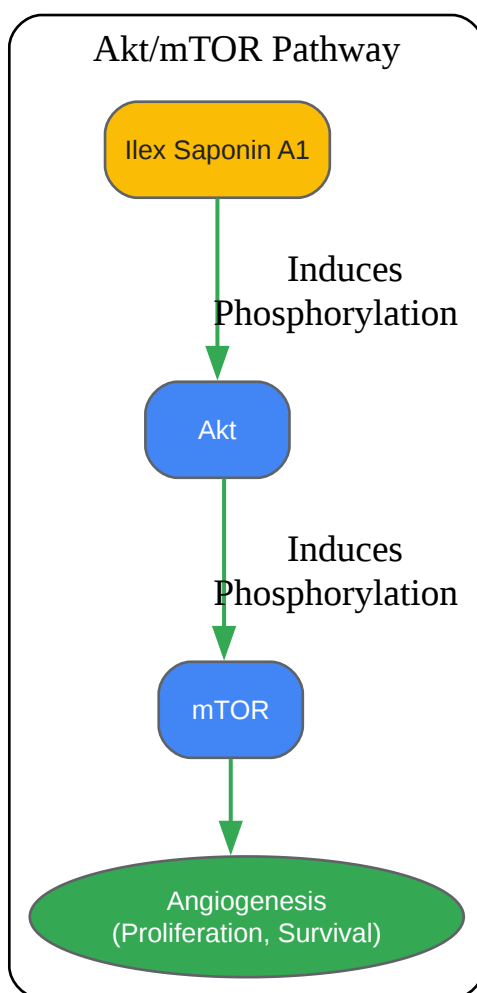 Akt/mTOR Pathway
Ilex Saponin A1
Induces
Phosphorylation
Akt
Induces
Phosphorylation
mTOR
Angiogenesis
(Proliferation, Survival)